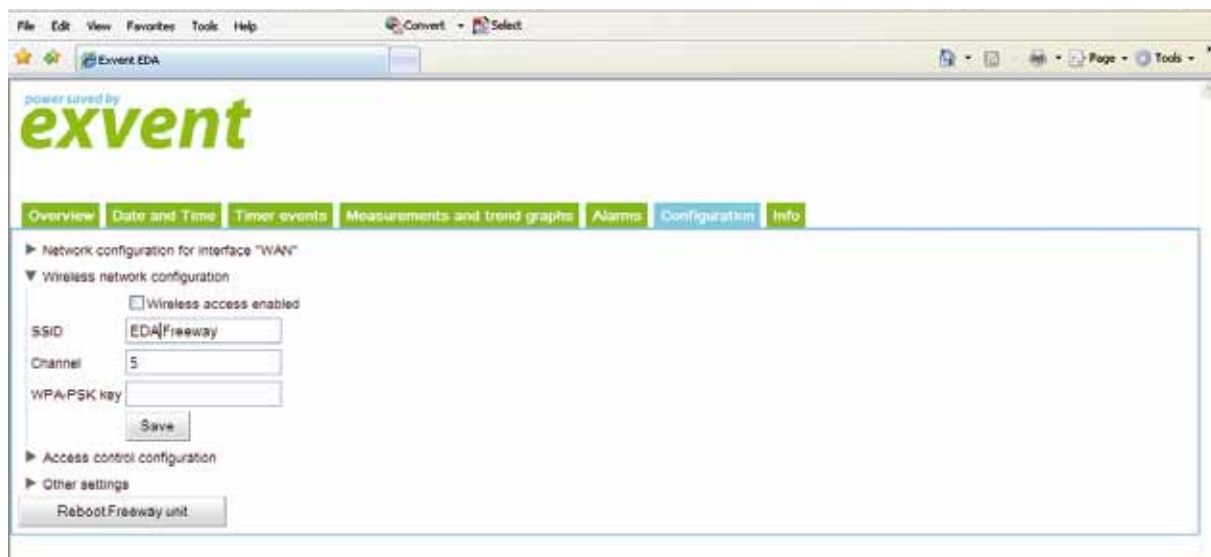 File Edit View Favorites Tools Help Convert Select
Exvent EDA Page Tools
power saved by
exvent
Overview Date and Time Timer events Measurements and trend graphs Alarms Configuration Info
Network configuration for interface "WAN"
Wireless network configuration
Wireless access enabled
SSID EDA Freeway
Channel 5
WPA-PSK key
Save
Access control configuration
Other settings
Reboot Freeway unit